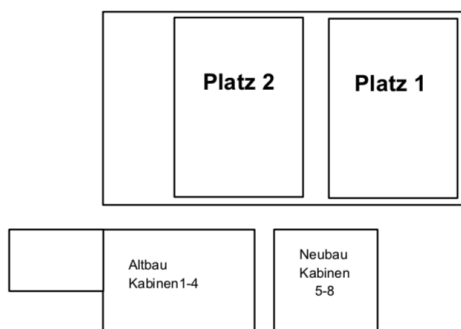 Platz 2
Platz 1
Altbau
Kabinen1-4
Neubau
Kabinen
5-8